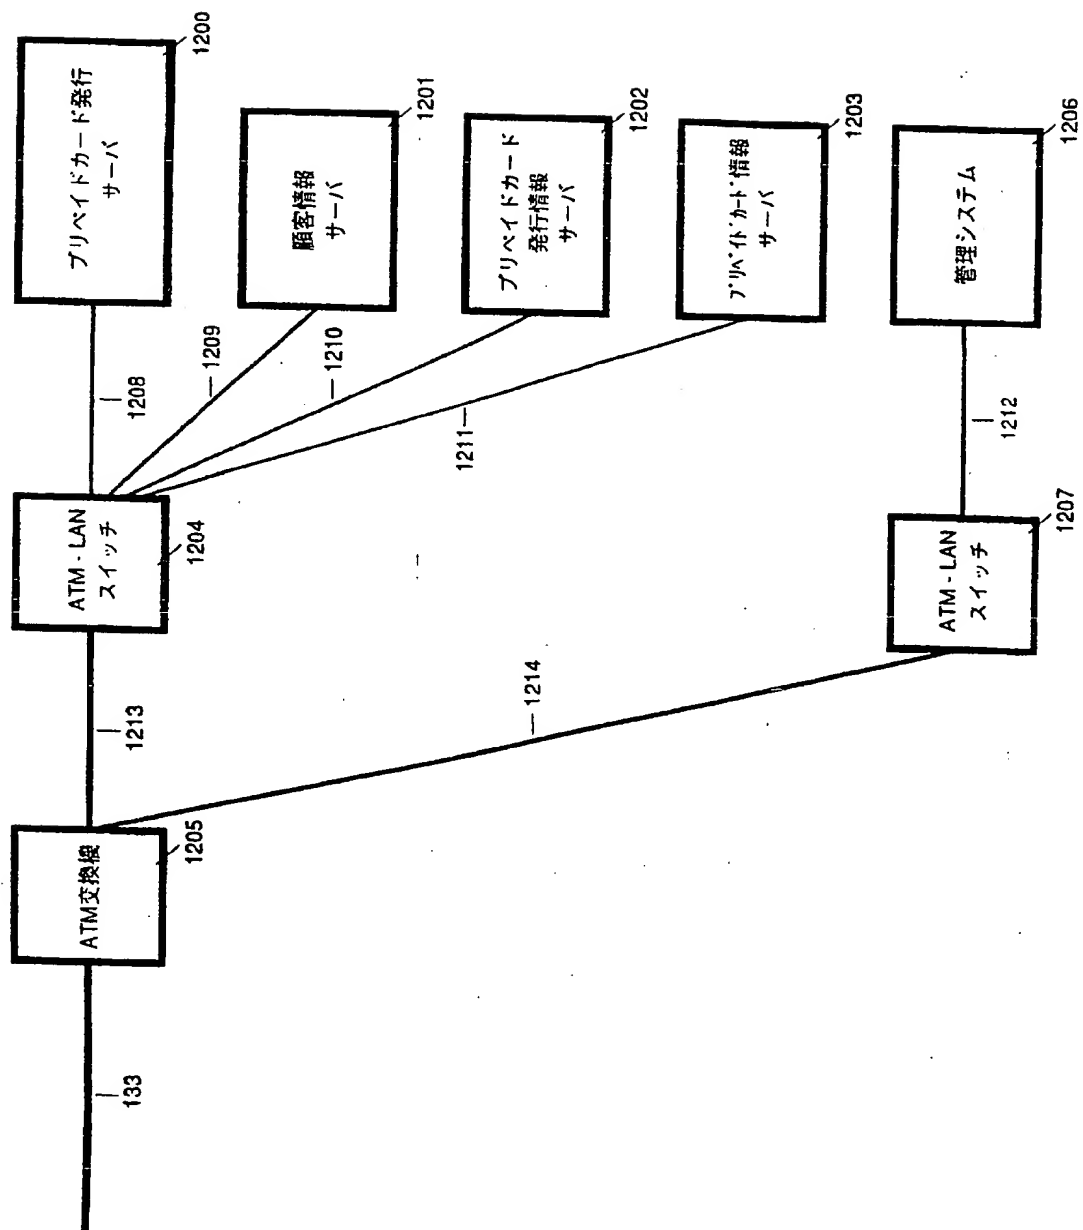 プリペイドカード発行
サーバ
1200
顧客情報
サーバ
1201
プリペイドカード
発行情報
サーバ
1202
プリペイドカード情報
サーバ
1203
管理システム
1206
1208
1209
1210
1211
1212
ATM - LAN
スイッチ
1204
ATM - LAN
スイッチ
1207
1213
1214
ATM交換機
1205
133